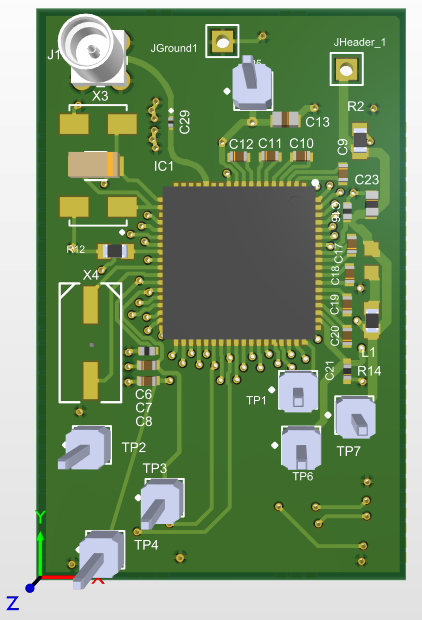 J1
JGround1
JHeader_1
X3
R2
C29
C13
C9
C12 C11 C10
IC1
C23
R12
C17
X4
C18
C19
C20
L1
C21
R14
C6
C7
C8
TP1
TP2
TP7
TP3
TP6
TP4
Y
X
Z